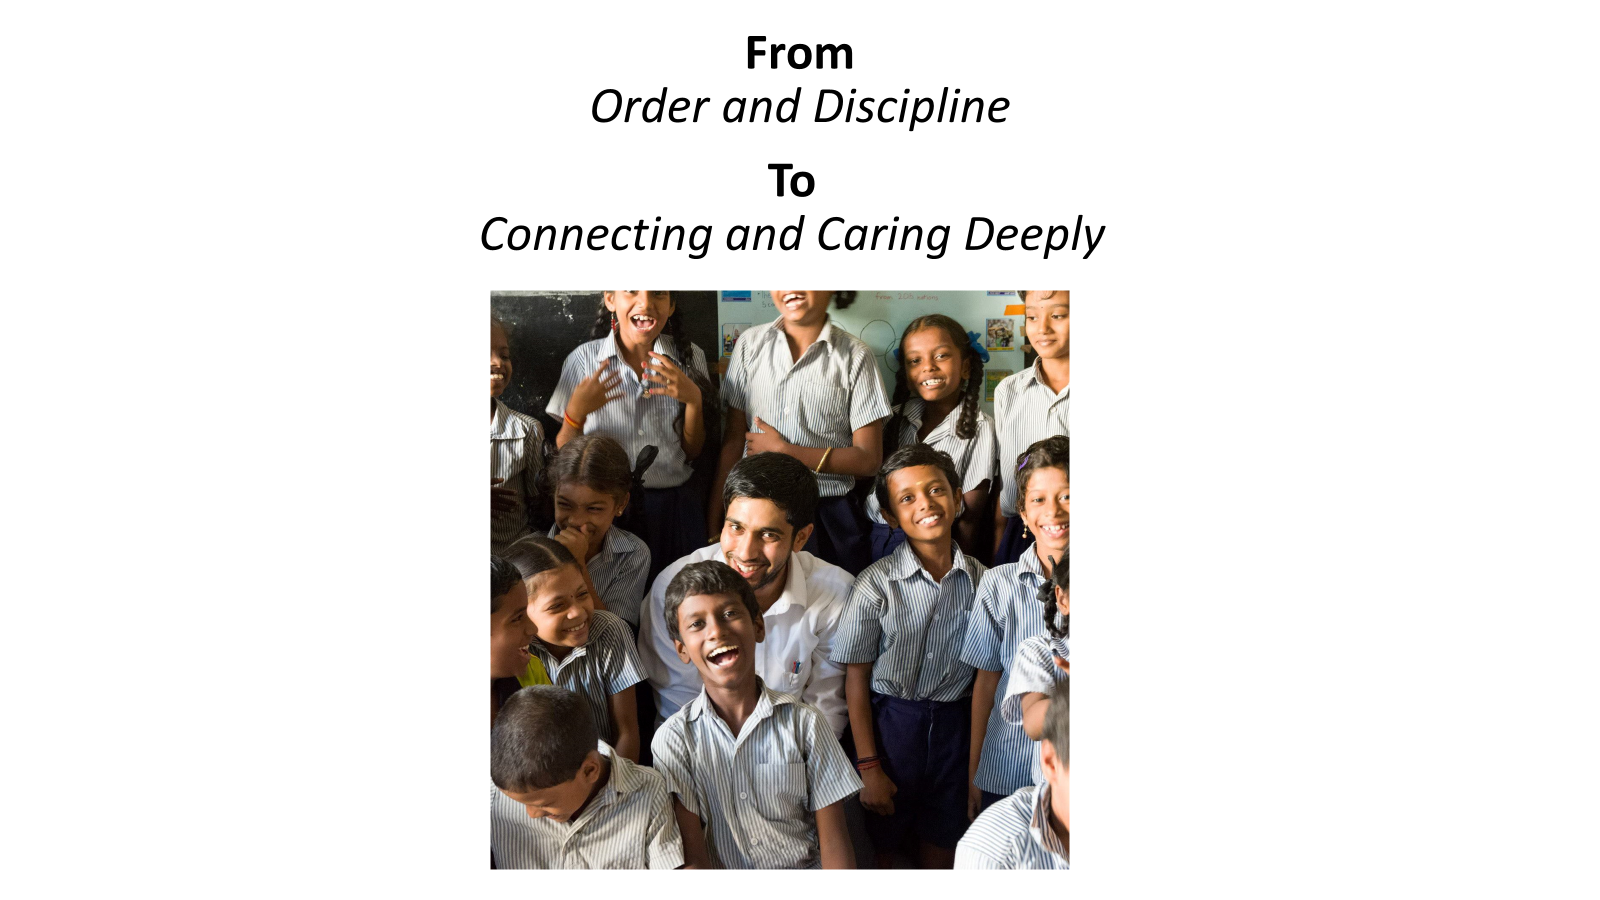 From
Order and Discipline
To
Connecting and Caring Deeply